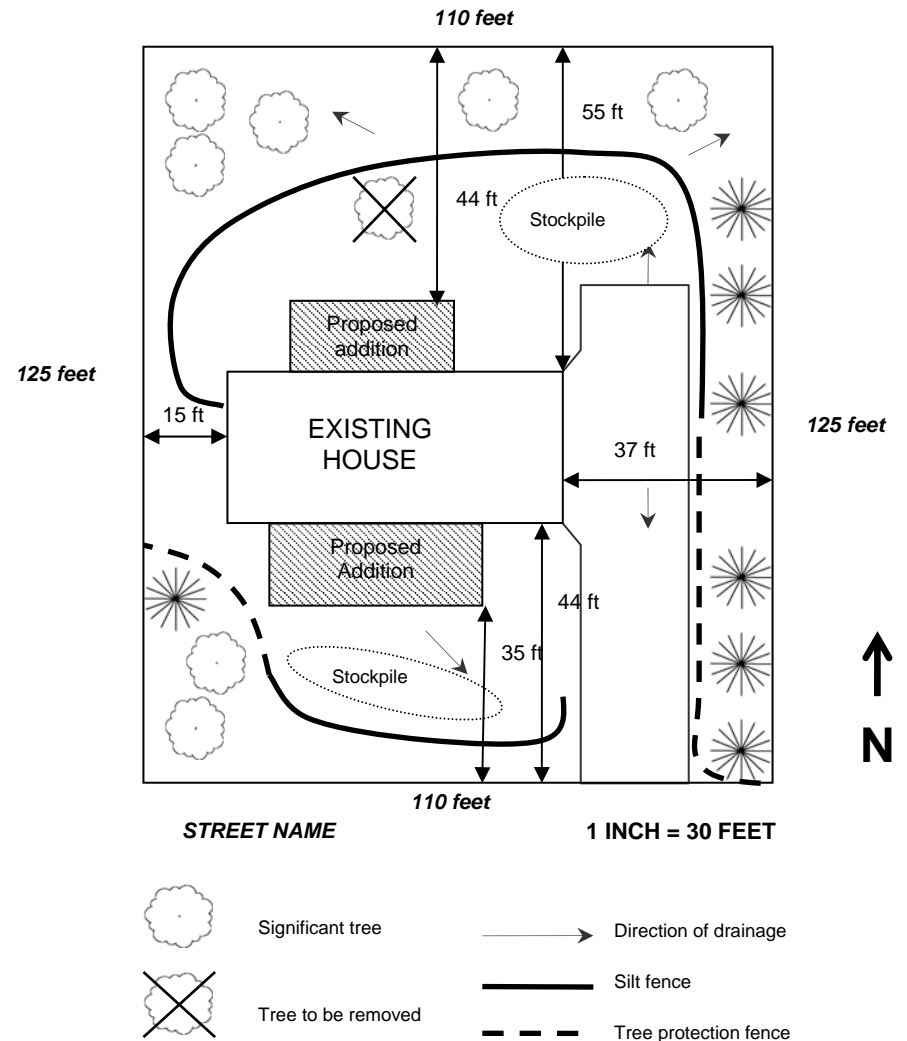 110 feet
55 ft
44 ft
Stockpile
Proposed
addition
125 feet
15 ft
EXISTING
HOUSE
37 ft
125 feet
Proposed
Addition
44 ft
35 ft
Stockpile
N
110 feet
STREET NAME
1 INCH = 30 FEET
Significant tree
Direction of drainage
Silt fence
Tree to be removed
Tree protection fence